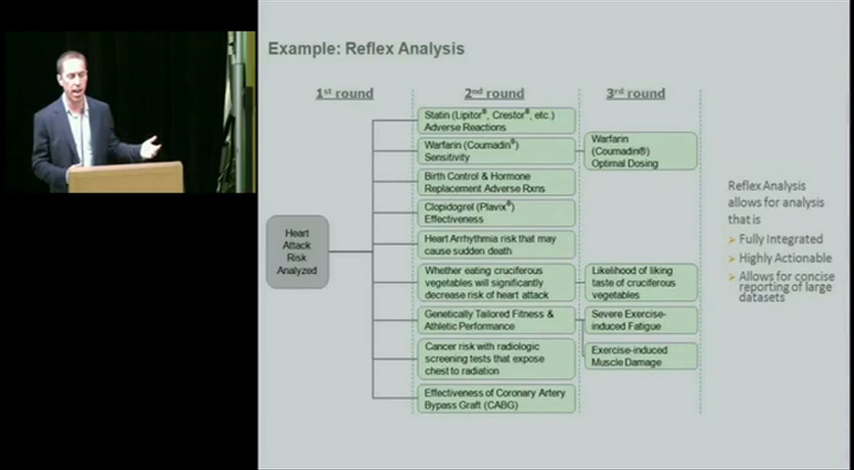 Example: Reflex Analysis
1st round
2nd round
3rd round
Heart
Attack
Risk
Analyzed
Statin (Lipitor®, Crestor®, etc.)
Adverse Reactions
Warfarin (Coumadin®)
Sensitivity
Birth Control & Hormone
Replacement Adverse Rxns
Clopidogrel (Plavix®)
Effectiveness
Heart Arrhythmia risk that may
cause sudden death
Whether eating cruciferous
vegetables will significantly
decrease risk of heart attack
Genetically Tailored Fitness &
Athletic Performance
Cancer risk with radiologic
screening tests that expose
chest to radiation
Effectiveness of Coronary Artery
Bypass Graft (CABG)
Warfarin
(Coumadin®)
Optimal Dosing
Likelihood of liking
taste of cruciferous
vegetables
Severe Exercise-
induced Fatigue
Exercise-induced
Muscle Damage
Reflex Analysis
allows for analysis
that is
Fully Integrated
Highly Actionable
Allows for concise
reporting of large
datasets